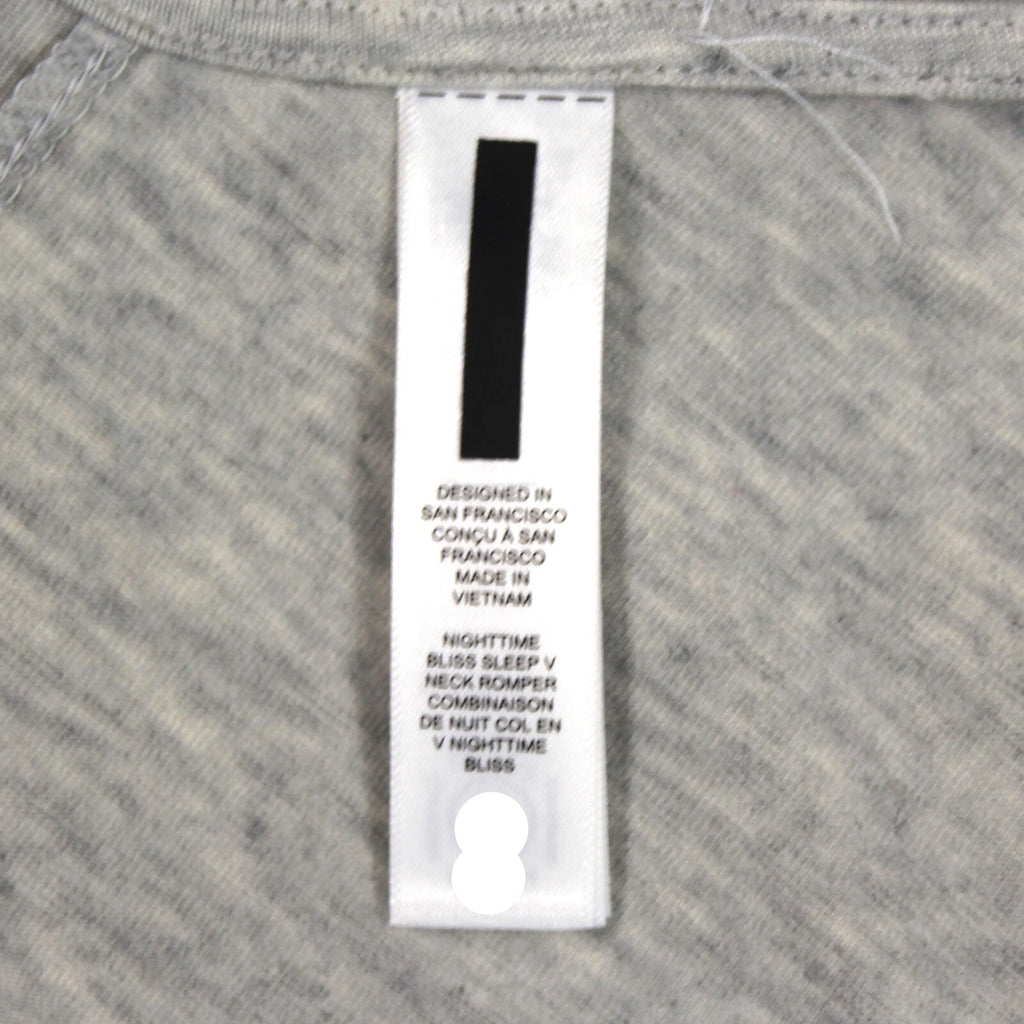 DESIGNED IN
SAN FRANCISCO
CONÇU À SAN
FRANCISCO
MADE IN
VIETNAM
NIGHTTIME
BLISS SLEEP V
NECK ROMPER
COMBINAISON
DE NUIT COL EN
V NIGHTTIME
BLISS